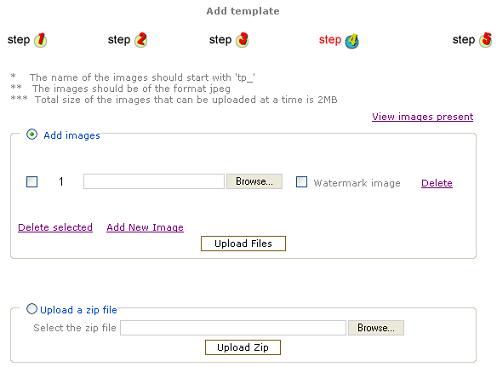 Add template
step 1 step 2 step 3 step 4 step 5
* The name of the images should start with 'tp_'
** The images should be of the format jpeg
*** Total size of the images that can be uploaded at a time is 2MB
View images present
Add images
1 Browse... Watermark image Delete
Delete selected Add New Image
Upload Files
Upload a zip file
Select the zip file Browse...
Upload Zip